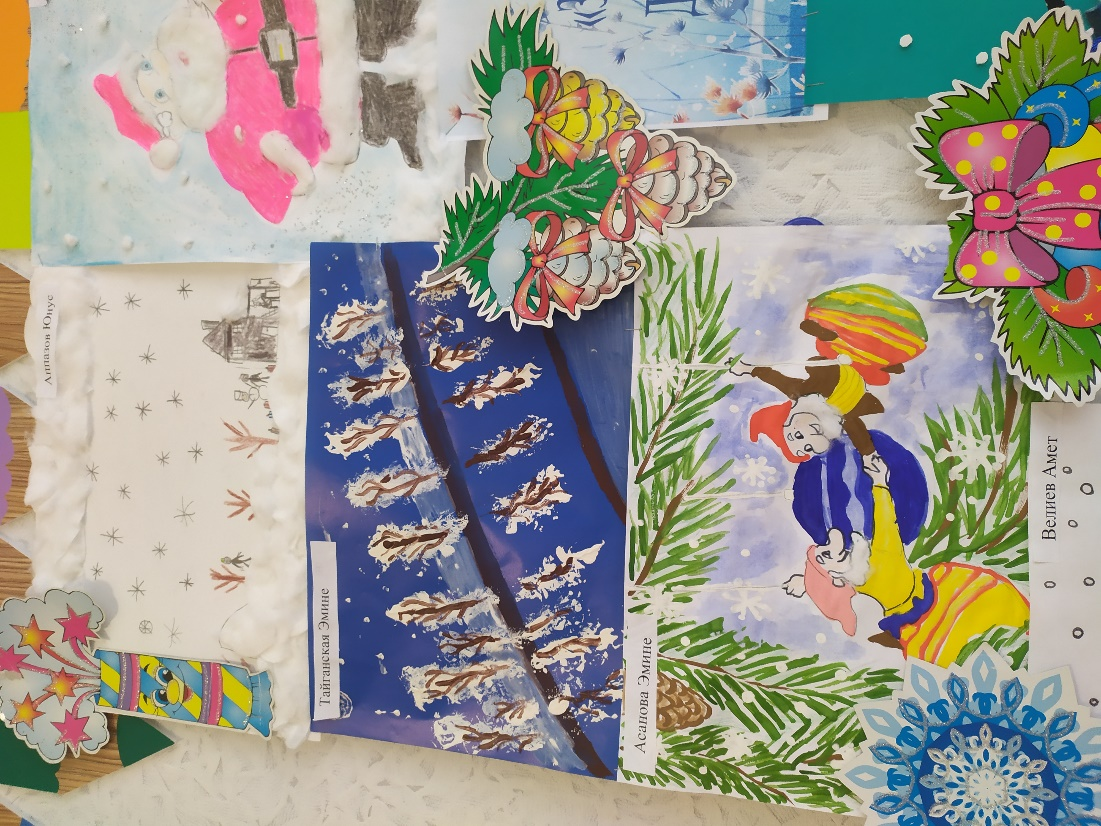 Аппазов Юнус
Тайганская Эмине
Асанова Эмине
Велиев Амет